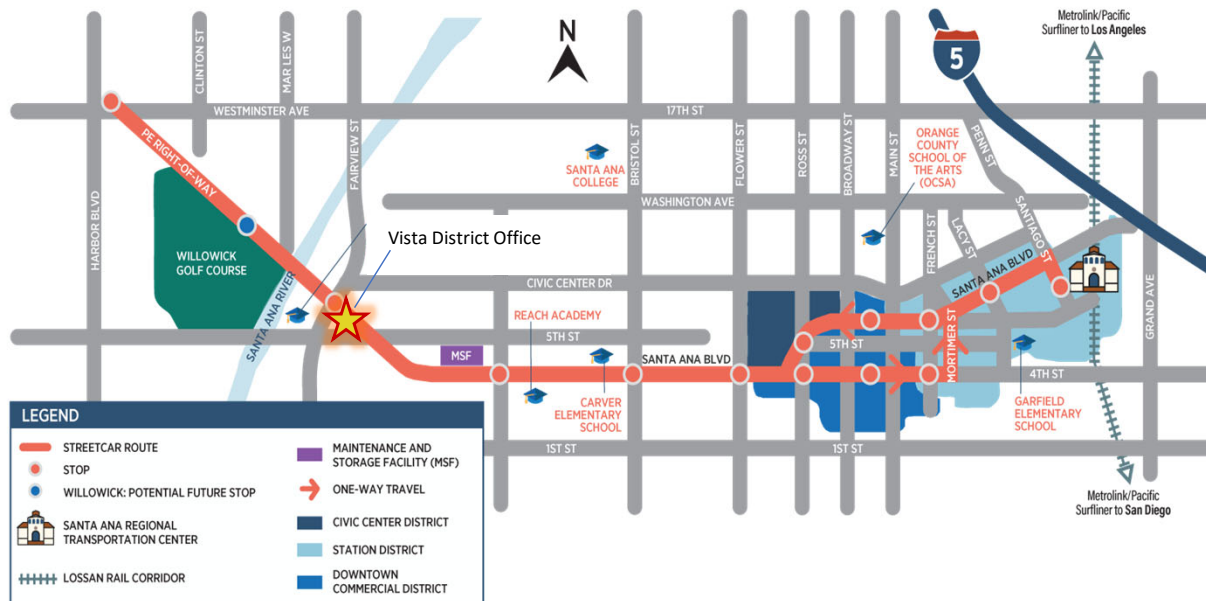 Metrolink/Pacific
Surfliner to Los Angeles
N
5
CLINTON ST
MAR LES W
WESTMINSTER AVE
17TH ST
PE RIGHT-OF-WAY
FAIRVIEW ST
HARBOR BLVD
SANTA ANA
COLLEGE
BRISTOL ST
FLOWER ST
ROSS ST
BROADWAY ST
MAIN ST
ORANGE
COUNTY
SCHOOL OF
THE ARTS
(OCSA)
PENN ST
WASHINGTON AVE
Vista District Office
WILLOWICK
GOLF COURSE
SANTA ANA RIVER
CIVIC CENTER DR
FRENCH ST
LACY ST
SANTIAGO ST
SANTA ANA BLVD
GRAND AVE
REACH ACADEMY
5TH ST
5TH ST
MORTIMER ST
MSF
SANTA ANA BLVD
4TH ST
CARVER
ELEMENTARY
SCHOOL
GARFIELD
ELEMENTARY
SCHOOL
1ST ST
1ST ST
Metrolink/Pacific
Surfliner to San Diego
LEGEND
STREETCAR ROUTE
STOP
WILLOWICK: POTENTIAL FUTURE STOP
SANTA ANA REGIONAL
TRANSPORTATION CENTER
LOSSAN RAIL CORRIDOR
MAINTENANCE AND
STORAGE FACILITY (MSF)
ONE-WAY TRAVEL
CIVIC CENTER DISTRICT
STATION DISTRICT
DOWNTOWN
COMMERCIAL DISTRICT